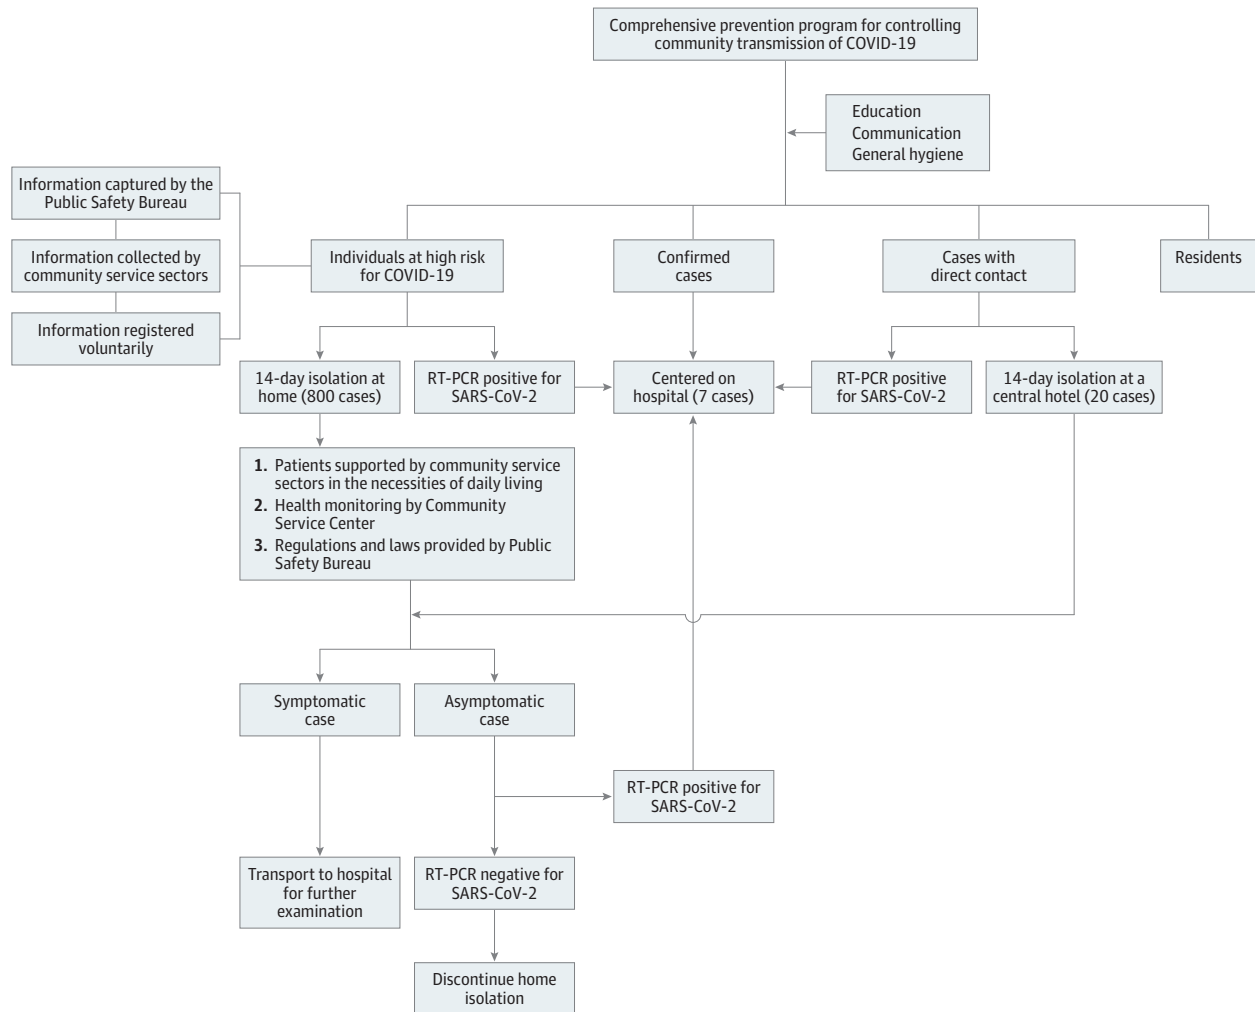 Comprehensive prevention program for controlling
community transmission of COVID-19
Education
Communication
General hygiene
Information captured by the
Public Safety Bureau
Information collected by
community service sectors
Information registered
voluntarily
Individuals at high risk
for COVID-19
Confirmed
cases
Cases with
direct contact
Residents
14-day isolation at
home (800 cases)
RT-PCR positive for
SARS-CoV-2
Centered on
hospital (7 cases)
RT-PCR positive
for SARS-CoV-2
14-day isolation at a
central hotel (20 cases)
1. Patients supported by community service
sectors in the necessities of daily living
2. Health monitoring by Community
Service Center
3. Regulations and laws provided by Public
Safety Bureau
Symptomatic
case
Asymptomatic
case
RT-PCR positive for
SARS-CoV-2
Transport to hospital
for further
examination
RT-PCR negative for
SARS-CoV-2
Discontinue home
isolation